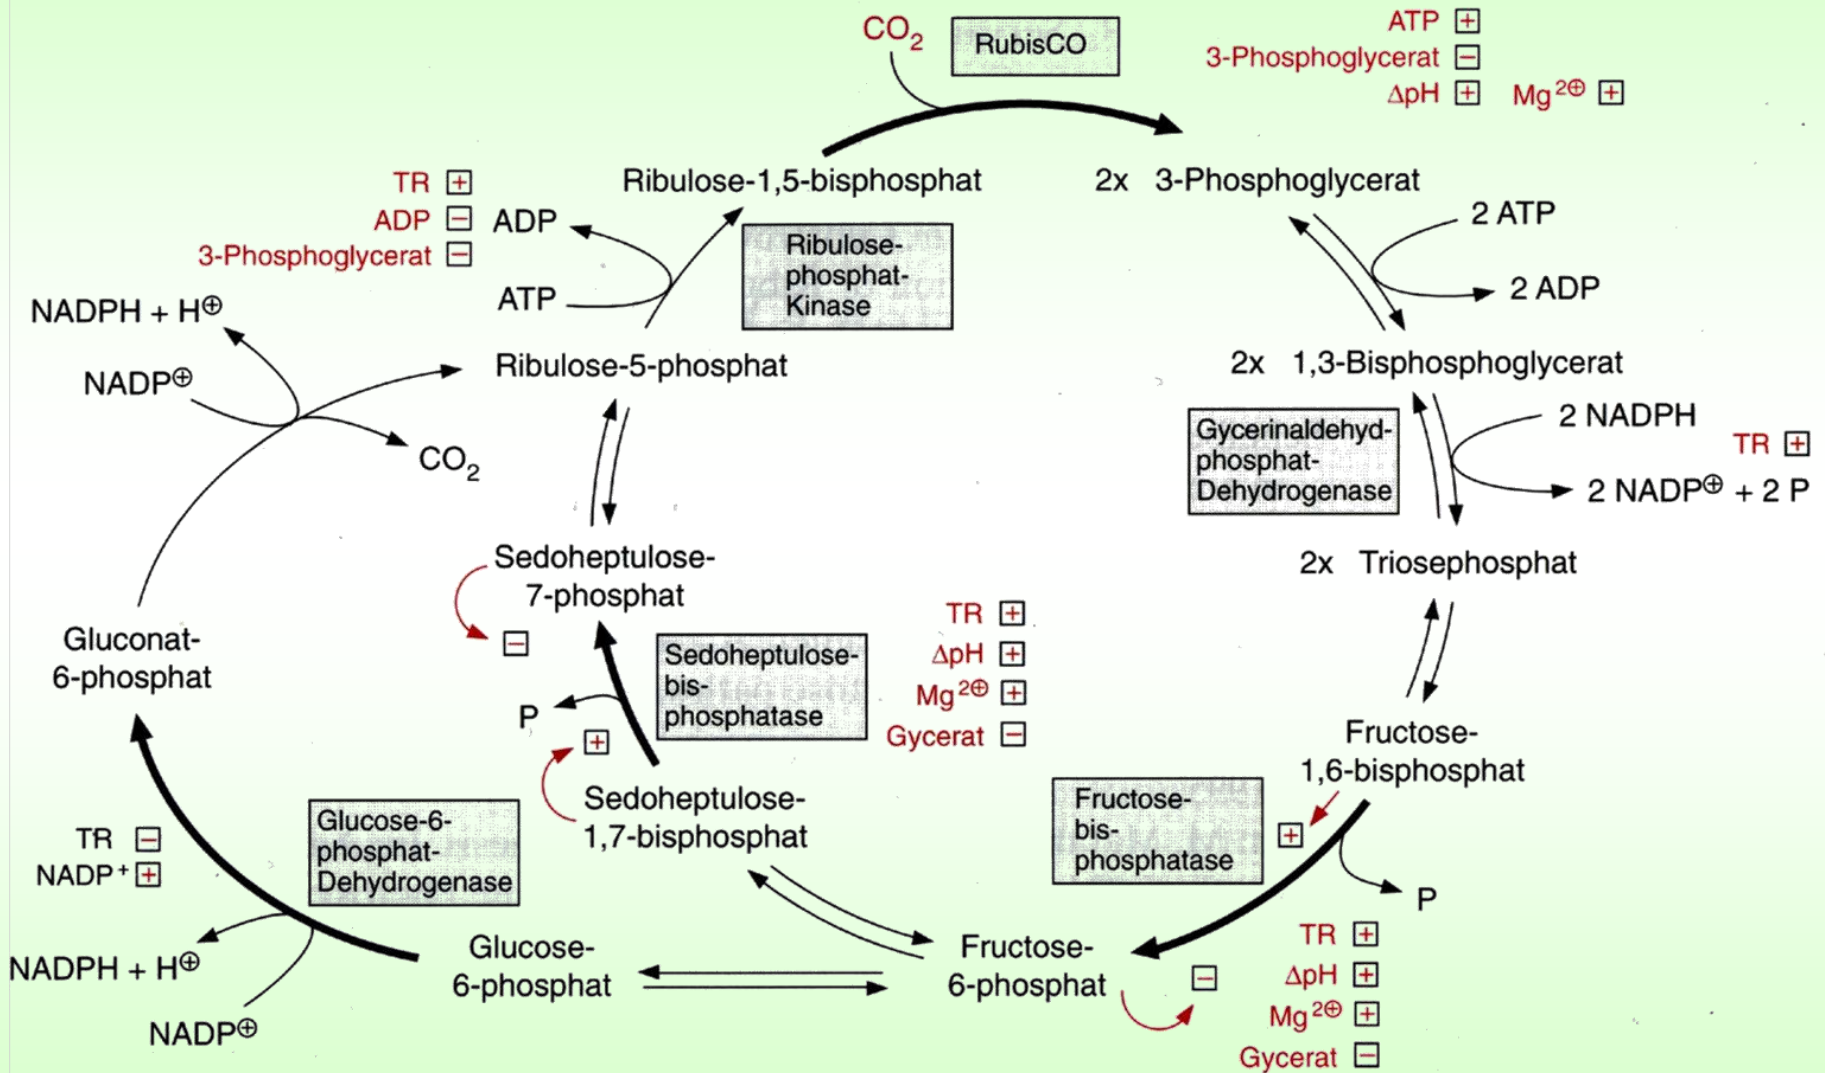 CO2
RubisCO
ATP +
3-Phosphoglycerat −
ΔpH + Mg2⊕ +
Ribulose-1,5-bisphosphat
2x 3-Phosphoglycerat
TR +
ADP −
3-Phosphoglycerat −
ADP
ATP
Ribulose-
phosphat-
Kinase
2 ATP
2 ADP
NADPH + H⊕
NADP⊕
CO2
Ribulose-5-phosphat
2x 1,3-Bisphosphoglycerat
Gycerinaldehyd-
phosphat-
Dehydrogenase
2 NADPH
TR +
2 NADP⊕ + 2 P
2x Triosephosphat
Sedoheptulose-
7-phosphat
−
Sedoheptulose-
bis-
phosphatase
TR +
ΔpH +
Mg2⊕ +
Gycerat −
P
+
Sedoheptulose-
1,7-bisphosphat
Gluconat-
6-phosphat
Fructose-
1,6-bisphosphat
Fructose-
bis-
phosphatase
+
P
TR −
NADP+ +
Glucose-6-
phosphat-
Dehydrogenase
NADPH + H⊕
NADP⊕
Glucose-
6-phosphat
Fructose-
6-phosphat
−
TR +
ΔpH +
Mg2⊕ +
Gycerat −